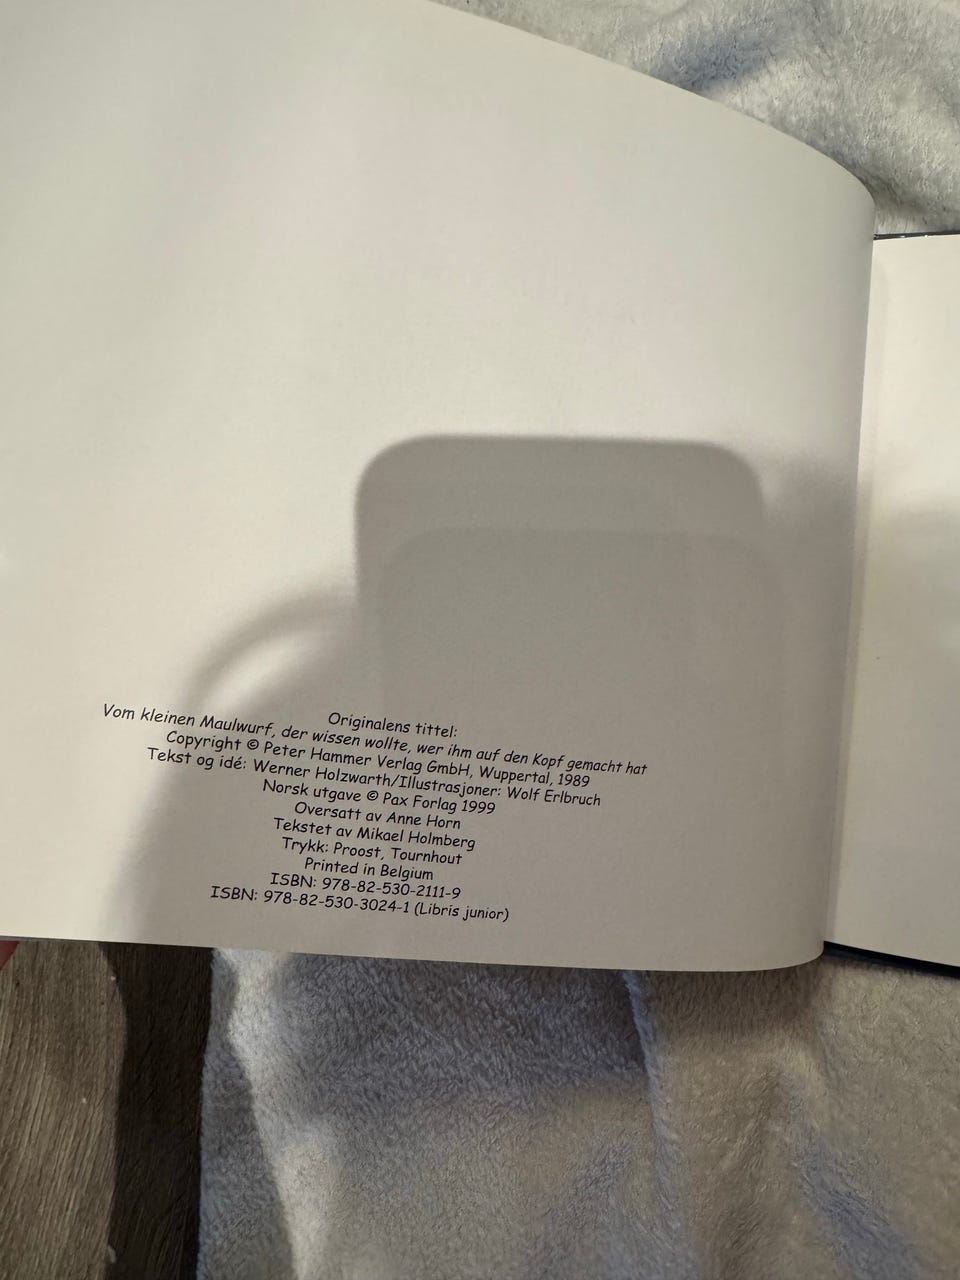 Originalens tittel:
Vom kleinen Maulwurf, der wissen wollte, wer ihm auf den Kopf gemacht hat
Copyright © Peter Hammer Verlag GmbH, Wuppertal, 1989
Tekst og idé: Werner Holzwarth/Illustrasjoner: Wolf Erlbruch
Norsk utgave © Pax Forlag 1999
Oversatt av Anne Horn
Tekstet av Mikael Holmberg
Trykk: Proost, Tournhout
Printed in Belgium
ISBN: 978-82-530-2111-9
ISBN: 978-82-530-3024-1 (Libris junior)